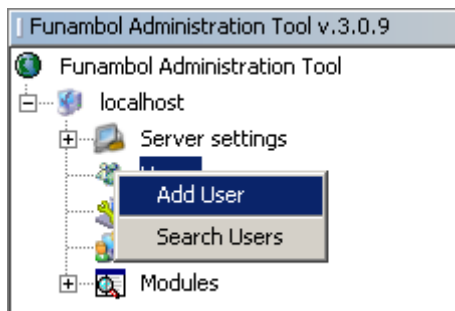 Funambol Administration Tool v.3.0.9
Funambol Administration Tool
localhost
Server settings
Add User
Search Users
Modules